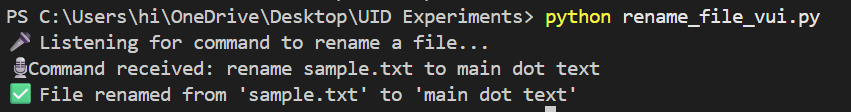 PS C:\Users\hi\OneDrive\Desktop\UID Experiments> python rename_file_vui.py
🎤 Listening for command to rename a file...
🎙️Command received: rename sample.txt to main dot text
✅ File renamed from 'sample.txt' to 'main dot text'